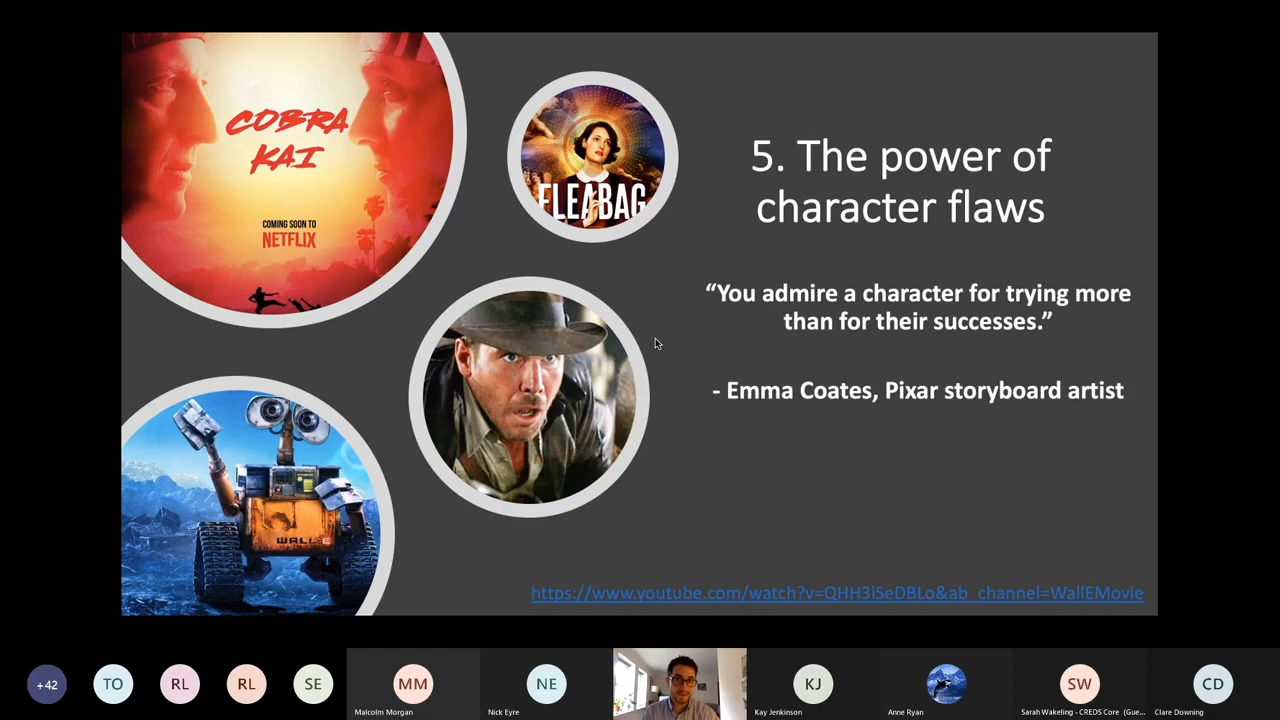 COBRA
KAI
COMING SOON TO
NETFLIX
FLEABAG
WALL·E
5. The power of
character flaws
“You admire a character for trying more
than for their successes.”
- Emma Coates, Pixar storyboard artist
https://www.youtube.com/watch?v=QHH3iSeDBLo&ab_channel=WallEMovie
+42
TO
RL
RL
SE
MM
Malcolm Morgan
NE
Nick Eyre
KJ
Kay Jenkinson
Anne Ryan
SW
Sarah Wakeling - CREDS Core (Gue...
CD
Clare Downing